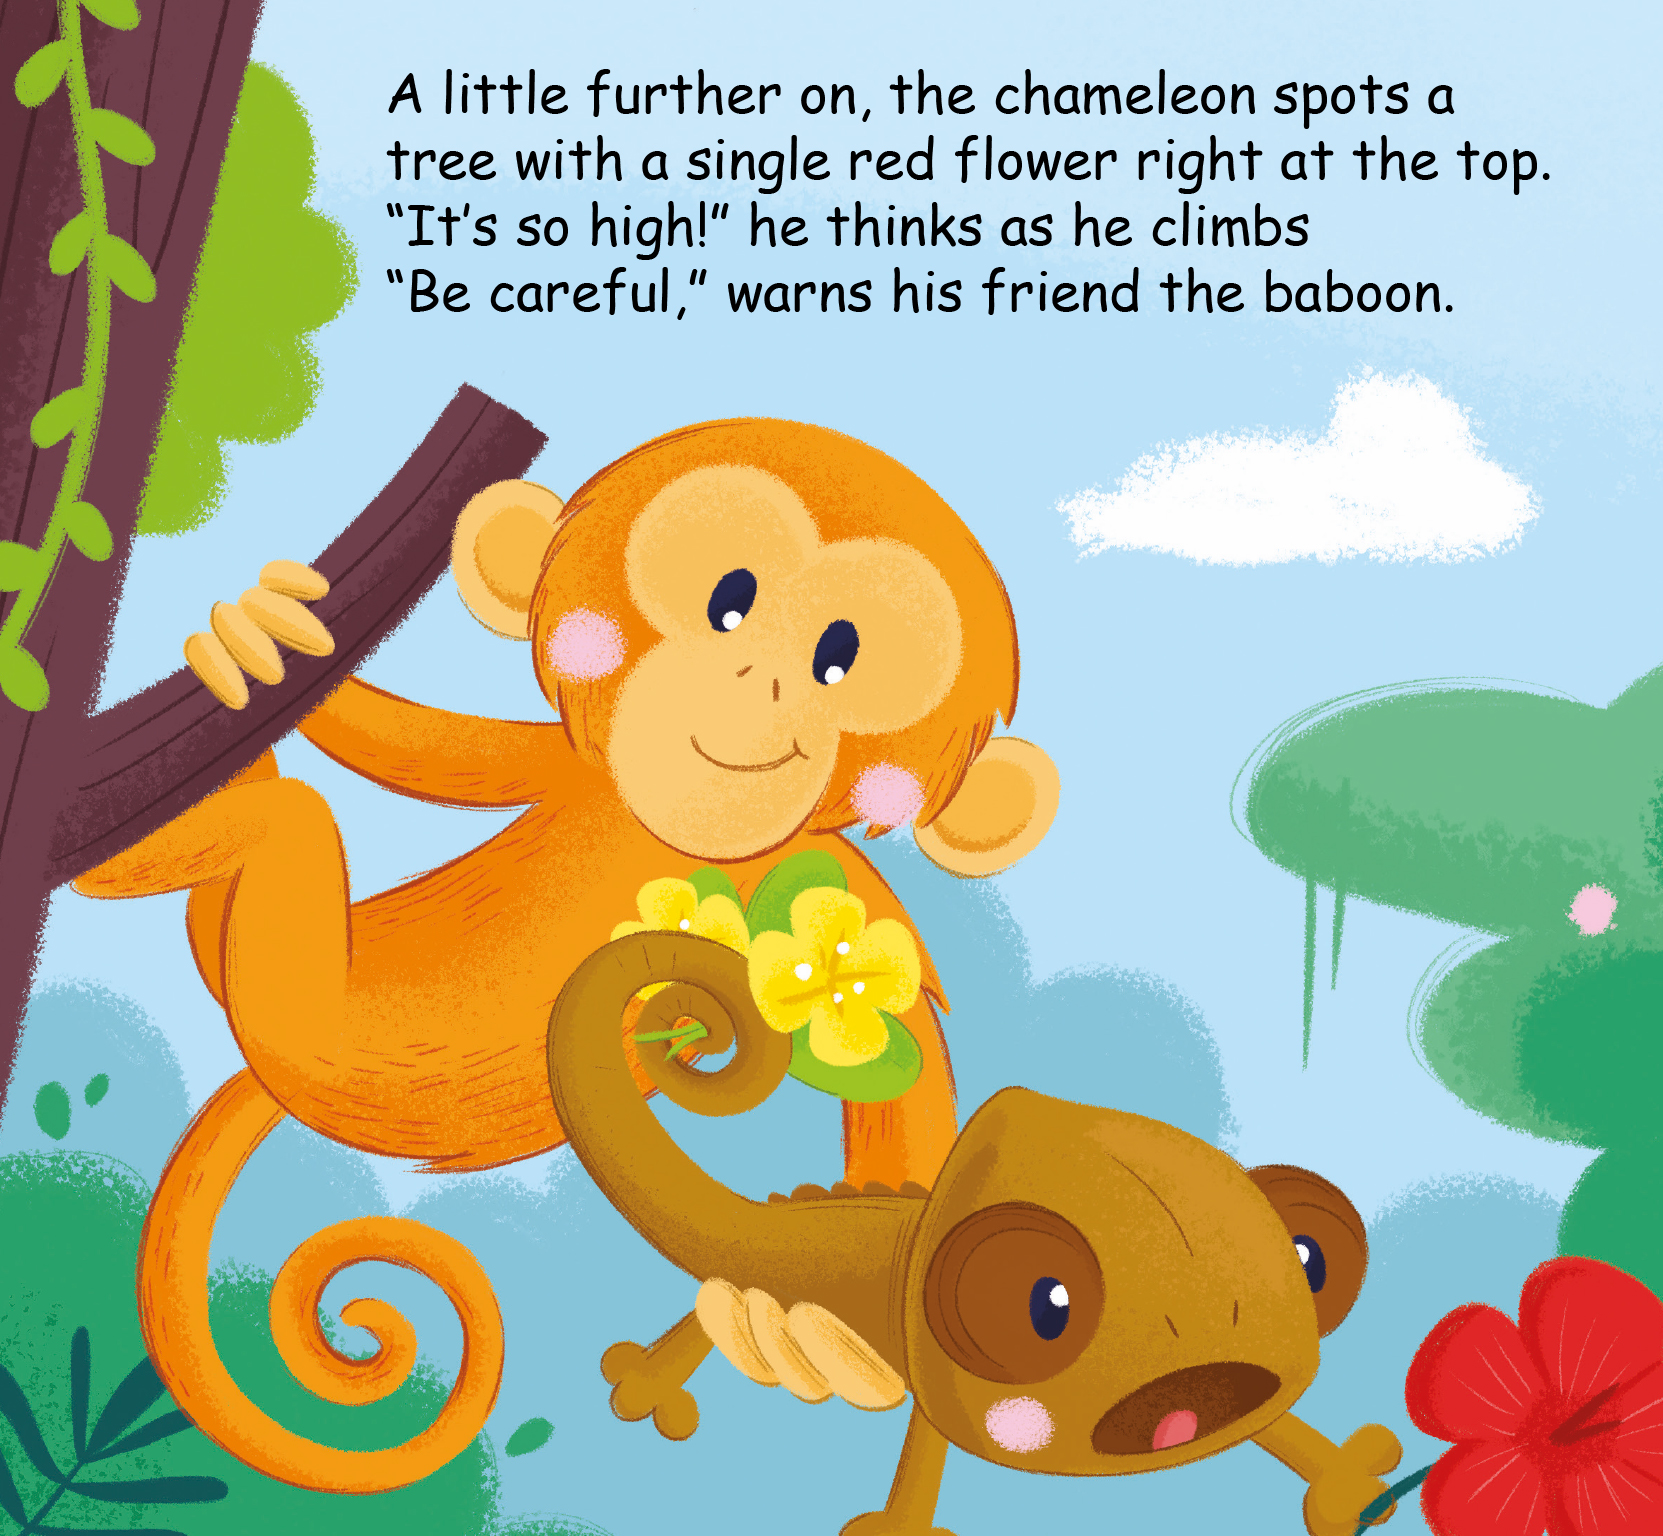 A little further on, the chameleon spots a
tree with a single red flower right at the top.
“It’s so high!” he thinks as he climbs
“Be careful,” warns his friend the baboon.